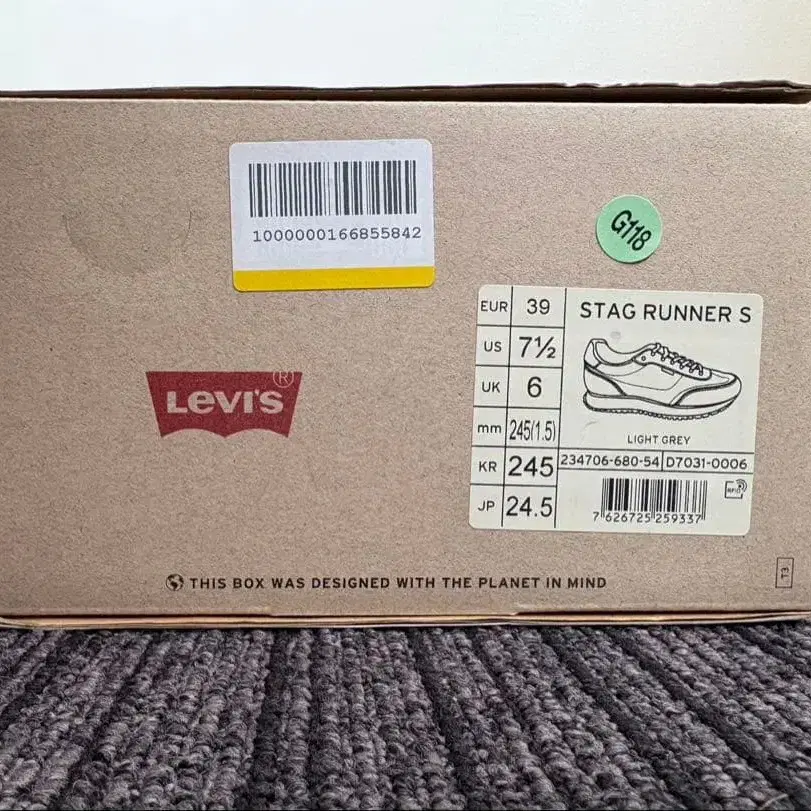 1000000166855842
G118
LEVI'S®
EUR 39
US 7½
UK 6
mm 245(1.5)
KR 245
JP 24.5
STAG RUNNER S
LIGHT GREY
234706-680-54 D7031-0006
RFID
7 626725 259337
THIS BOX WAS DESIGNED WITH THE PLANET IN MIND
T3